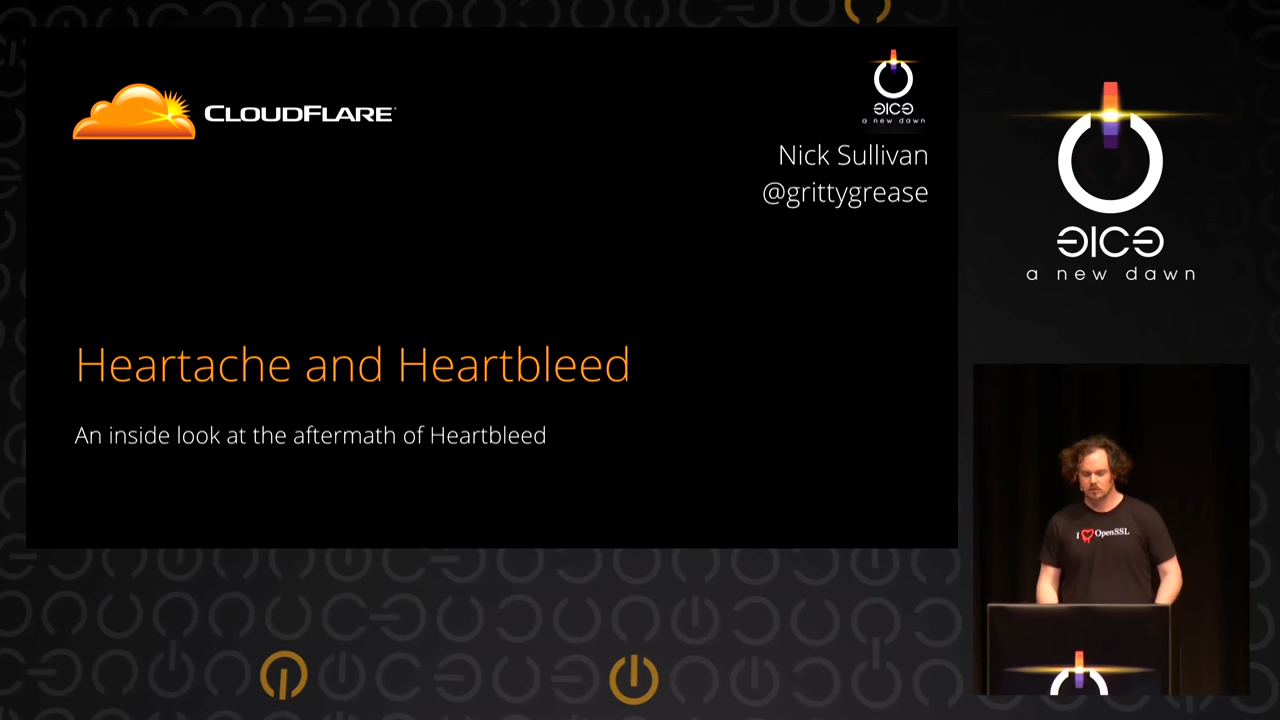 CLOUDFLARE
a new dawn
Nick Sullivan
@grittygrease
Heartache and Heartbleed
An inside look at the aftermath of Heartbleed
a new dawn
I OpenSSL